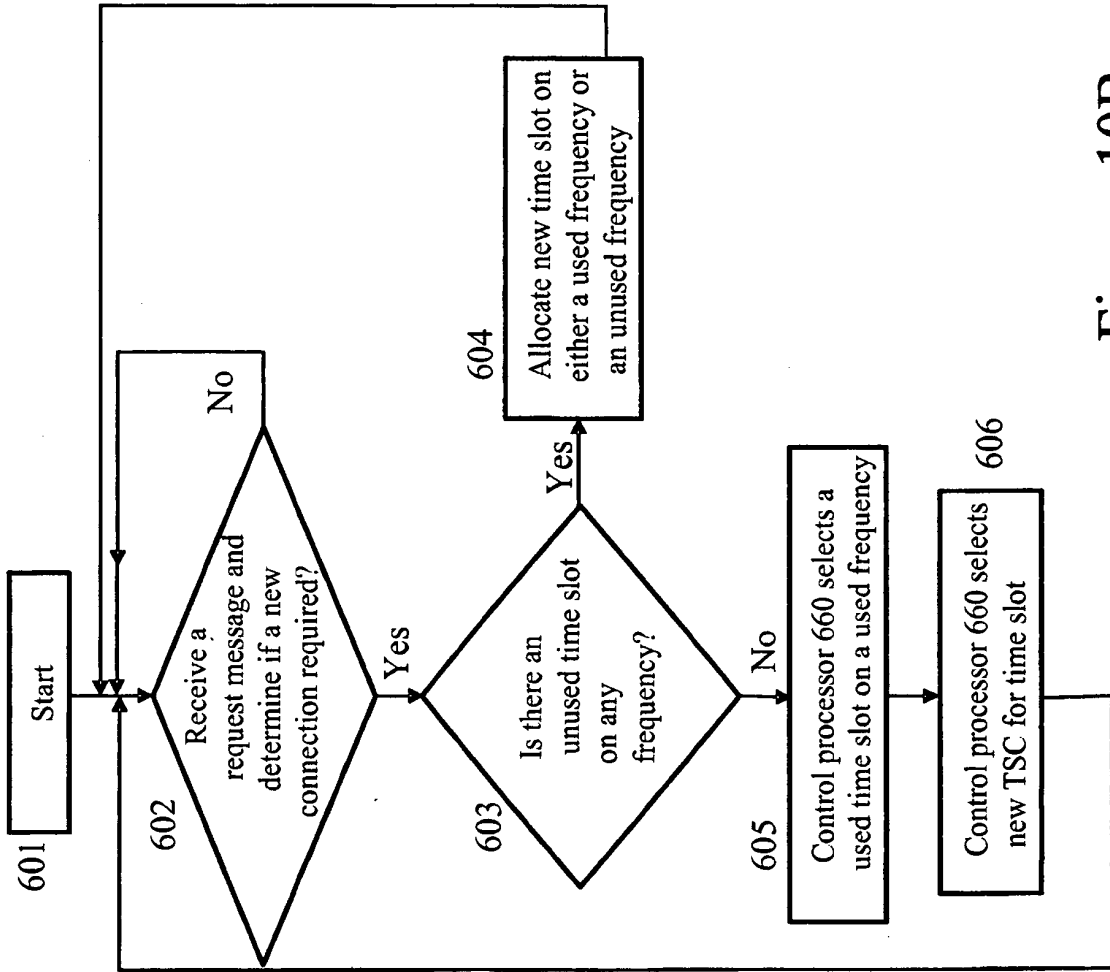 601
Start
602
Receive a
request message and
determine if a new
connection required?
No
Yes
603
Is there an
unused time slot
on any
frequency?
Yes
604
Allocate new time slot on
either a used frequency or
an unused frequency
No
605
Control processor 660 selects a
used time slot on a used frequency
606
Control processor 660 selects
new TSC for time slot